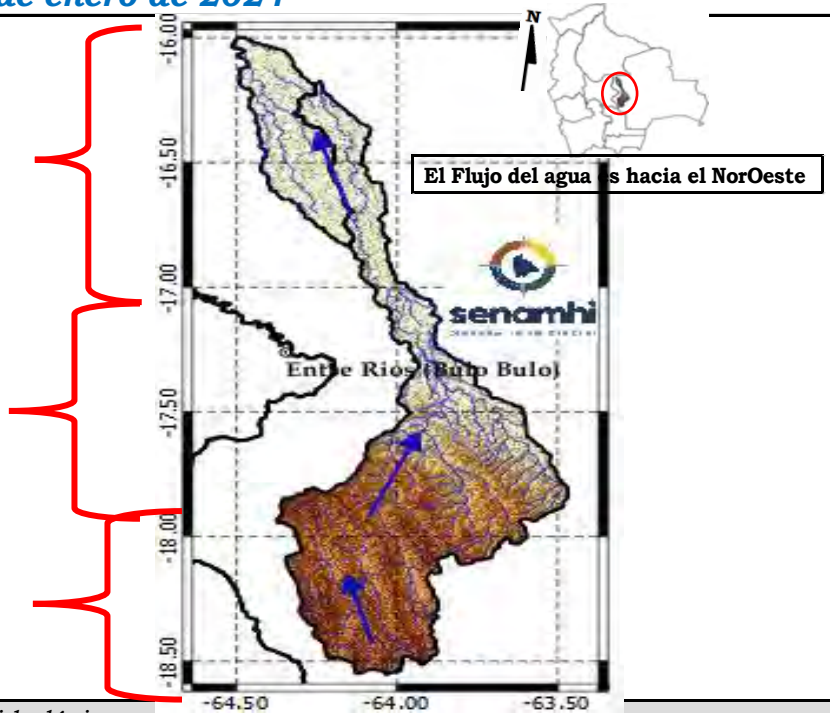 de enero de 2024
-16.00
N
-16.50
El Flujo del agua es hacia el NorOeste
-17.00
senamhi
Entre Rios (Bulo Bulo)
-17.50
-18.00
-18.50
-64.50 -64.00 -63.50